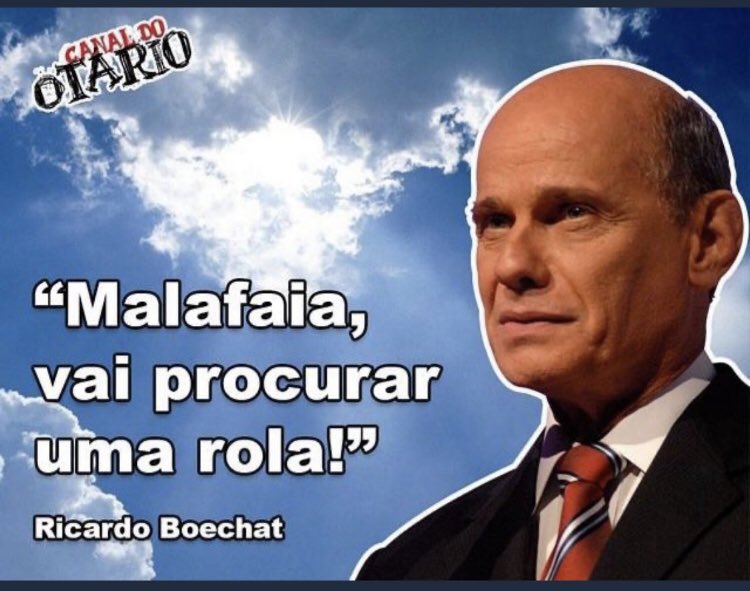 CANAL DO
OTARIO
“Malafaia,
vai procurar
uma rola!”
Ricardo Boechat